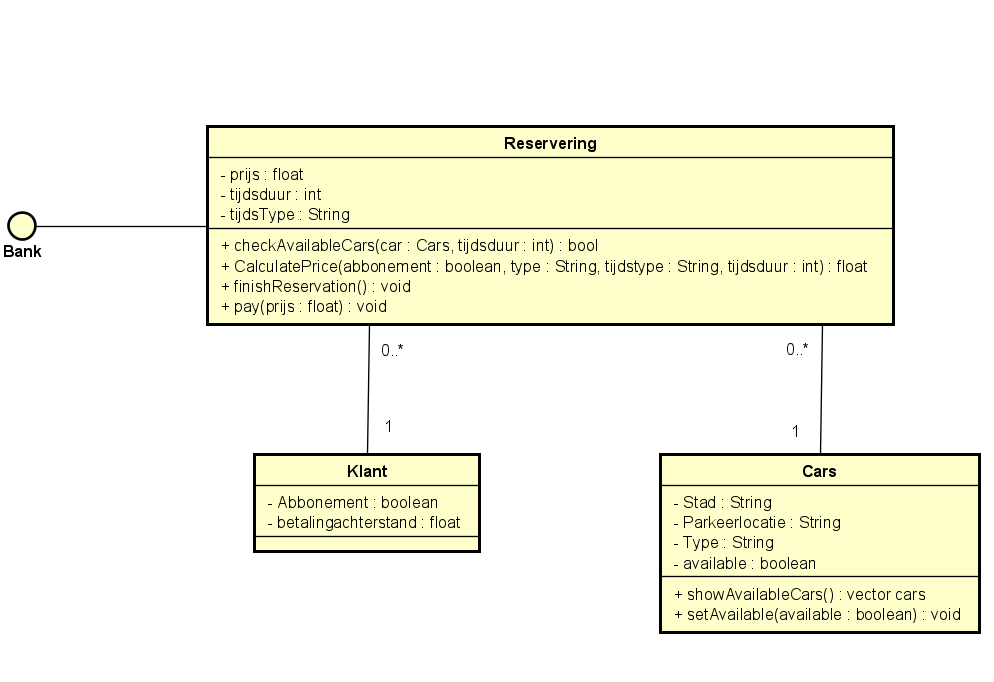 Reservering
- prijs : float
- tijdsduur : int
- tijdsType : String
+ checkAvailableCars(car : Cars, tijdsduur : int) : bool
+ CalculatePrice(abbonement : boolean, type : String, tijdstype : String, tijdsduur : int) : float
+ finishReservation() : void
+ pay(prijs : float) : void
Bank
0..*
0..*
1
1
Klant
- Abbonement : boolean
- betalingachterstand : float
Cars
- Stad : String
- Parkeerlocatie : String
- Type : String
- available : boolean
+ showAvailableCars() : vector cars
+ setAvailable(available : boolean) : void